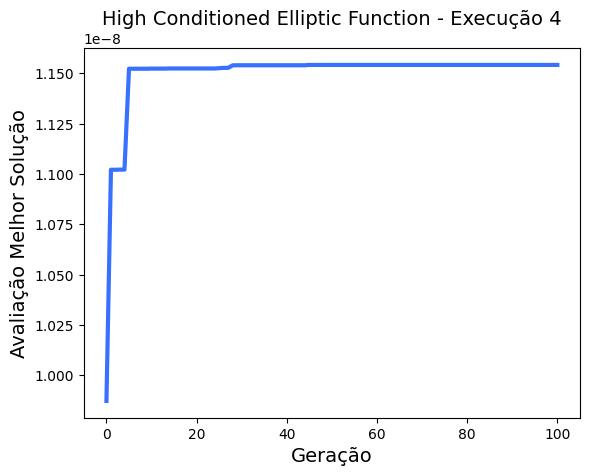 High Conditioned Elliptic Function - Execução 4
1e−8
1.150
1.125
1.100
1.075
1.050
1.025
1.000
Avaliação Melhor Solução
0 20 40 60 80 100
Geração